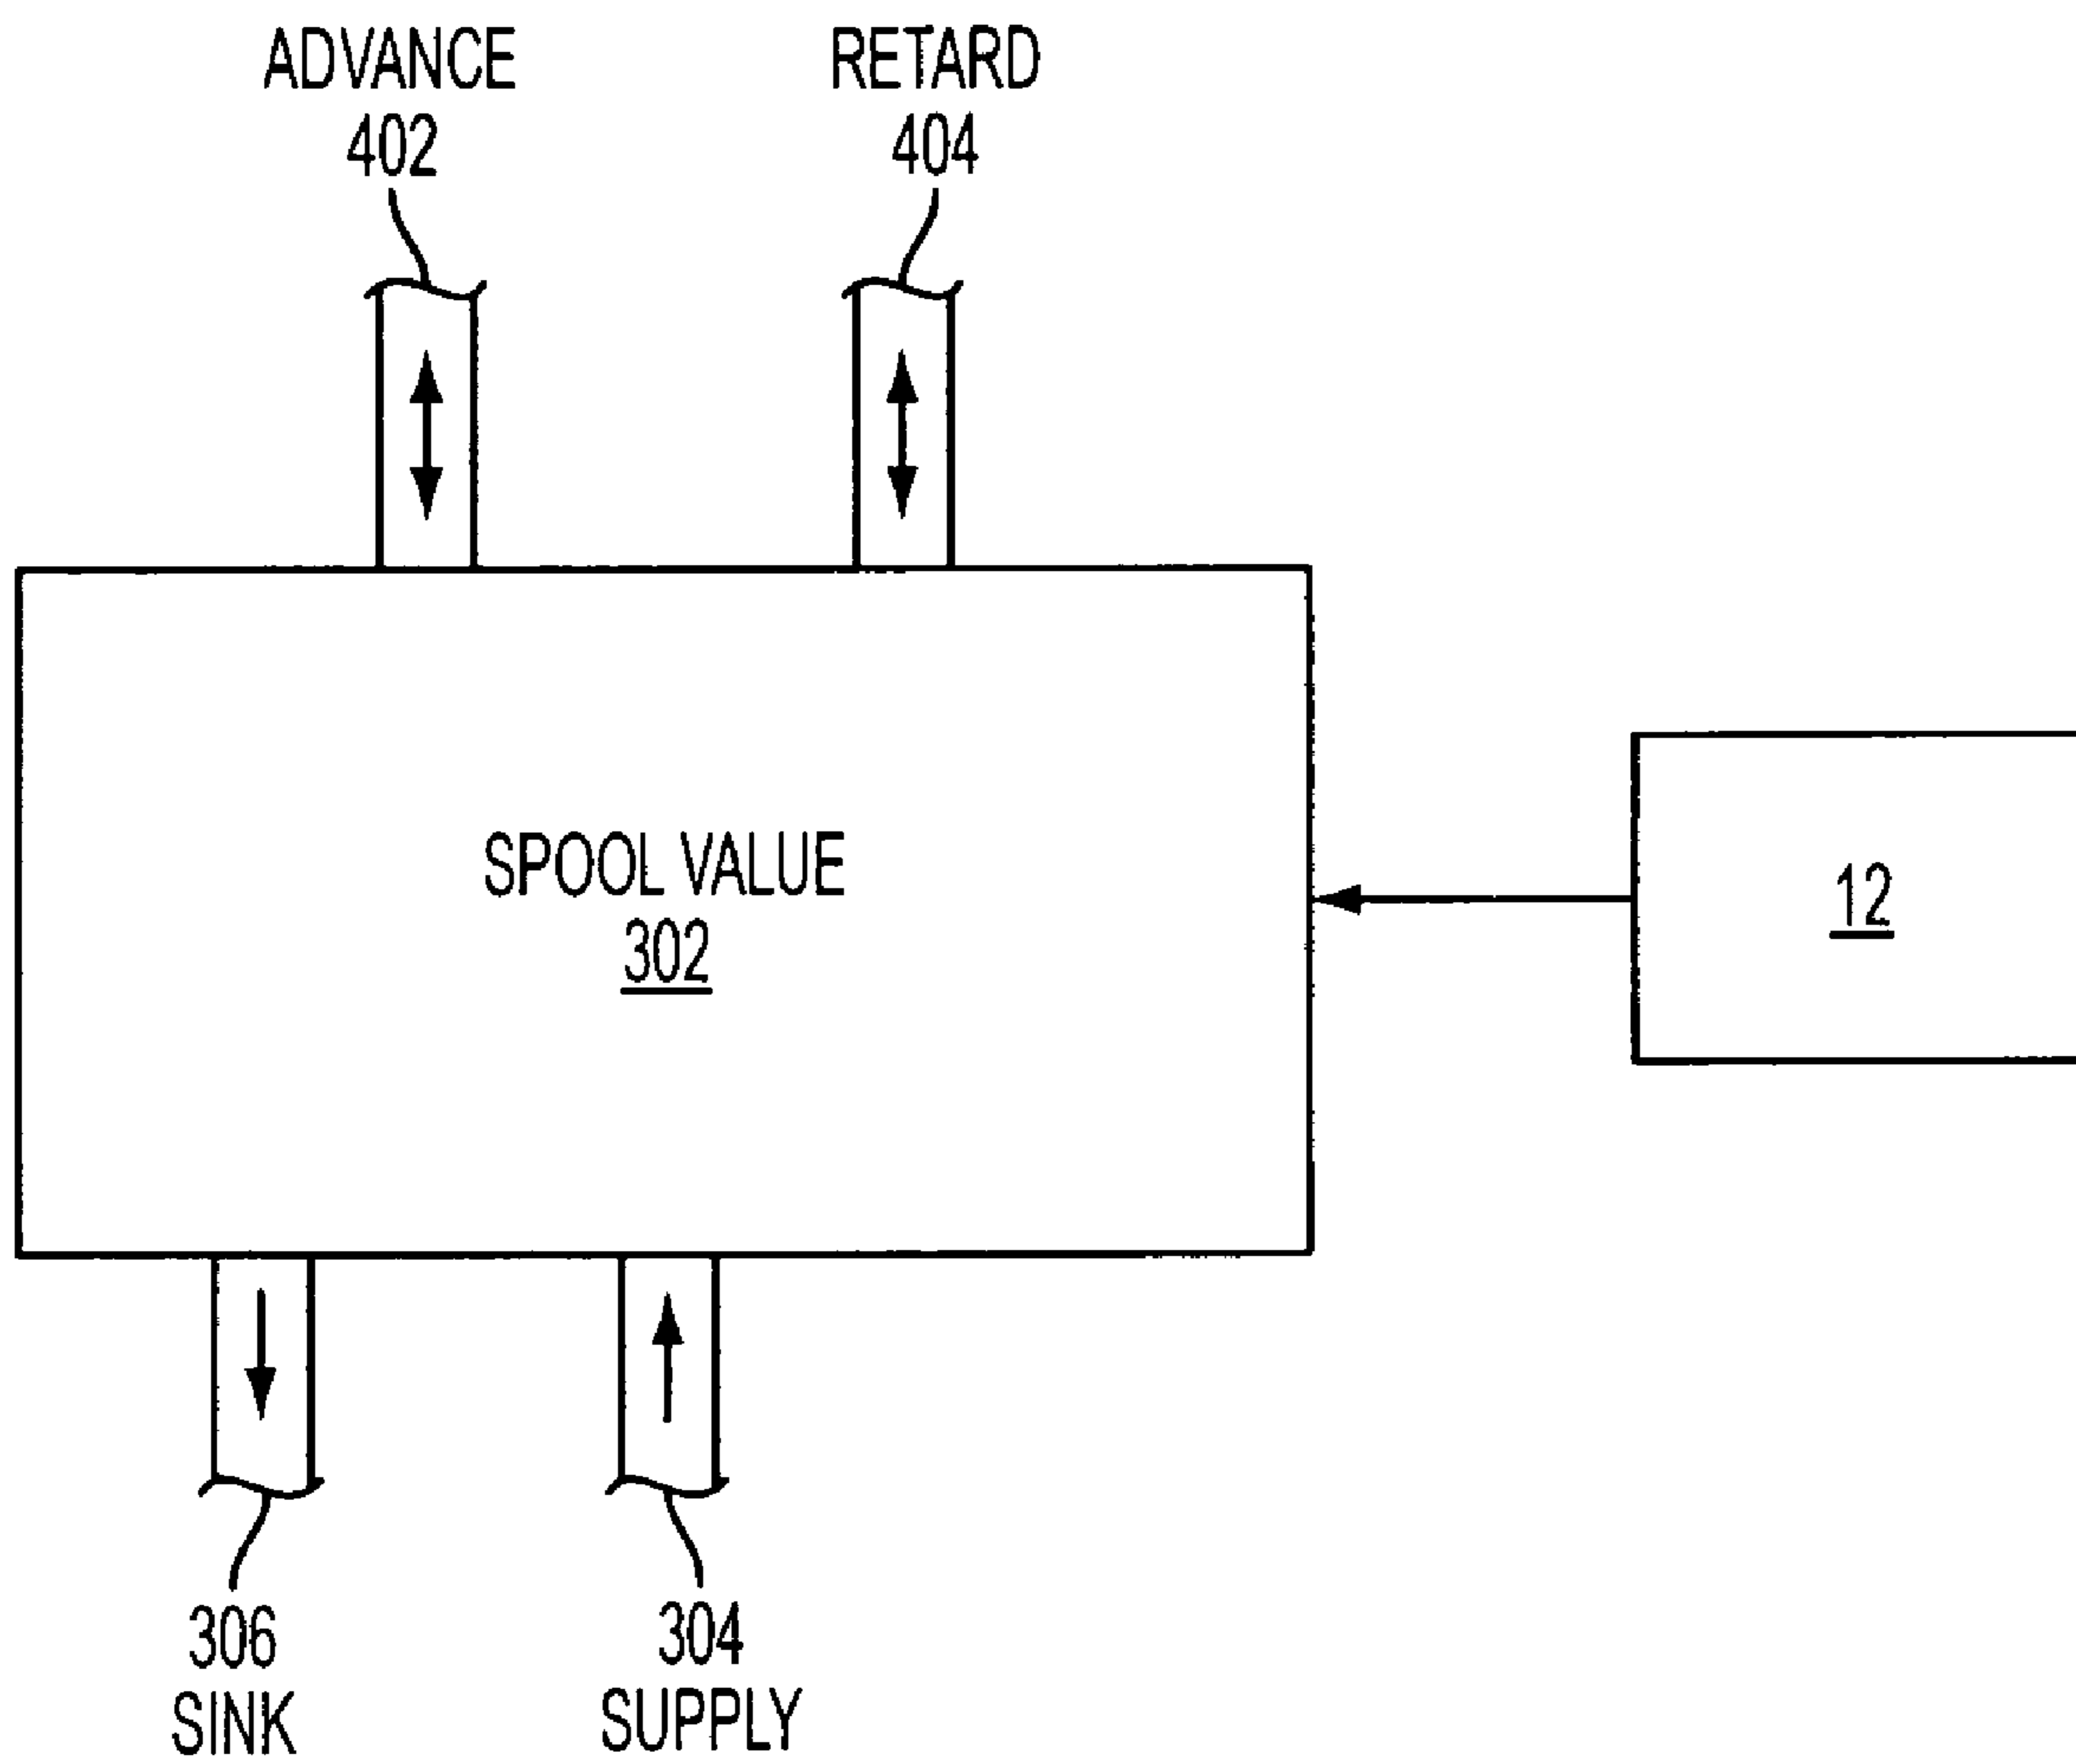 ADVANCE
402
RETARD
404
SPOOL VALUE
302
12
306
SINK
304
SUPPLY